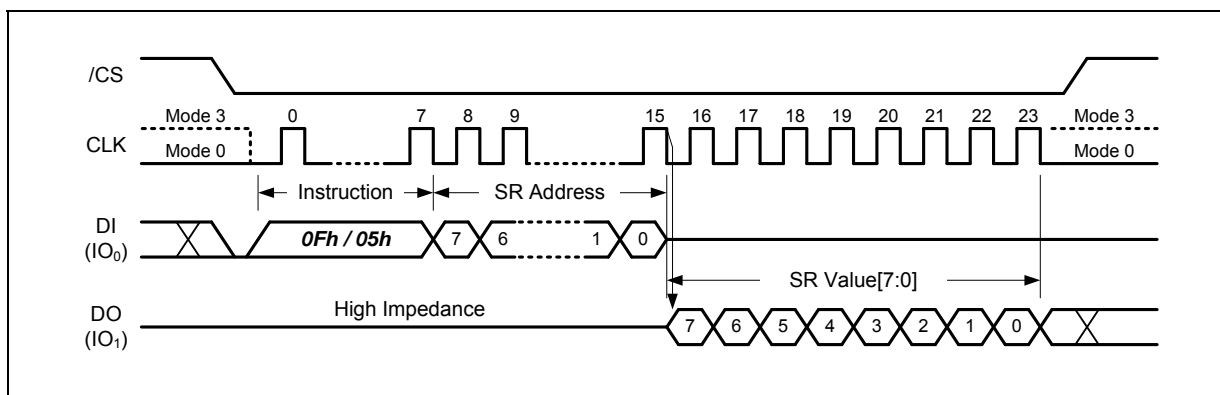 /CS
Mode 3 0 7 8 9 15 16 17 18 19 20 21 22 23 Mode 3
CLK
Mode 0 Mode 0
Instruction SR Address
DI
(IO₀)
0Fh / 05h 7 6 1 0
SR Value[7:0]
High Impedance
DO
(IO₁)
7 6 5 4 3 2 1 0